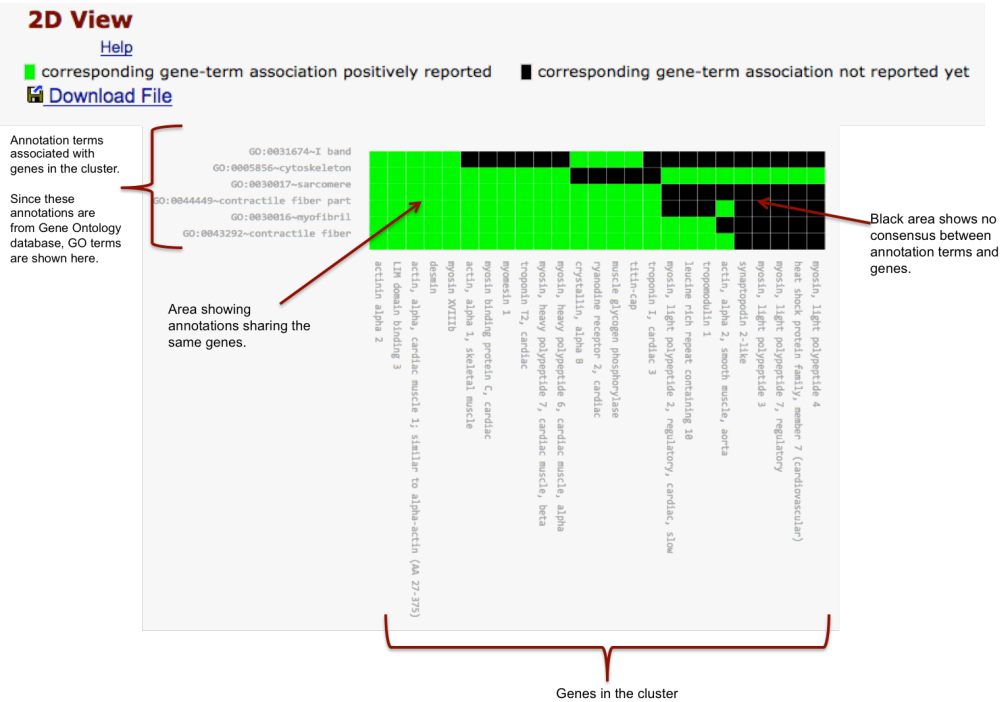 2D View
Help
corresponding gene-term association positively reported
corresponding gene-term association not reported yet
Download File
Annotation terms
associated with
genes in the cluster.
Since these
annotations are
from Gene Ontology
database, GO terms
are shown here.
GO:0031674~I band
GO:0005856~cytoskeleton
GO:0030017~sarcomere
GO:0044449~contractile fiber part
GO:0030016~myofibril
GO:0043292~contractile fiber
Black area shows no
consensus between
annotation terms and
genes.
Area showing
annotations sharing the
same genes.
actinin alpha 2
LIM domain binding 3
actin, alpha, cardiac muscle 1; similar to alpha-actin (AA 27-375)
desmin
myosin XVIIIb
actin, alpha 1, skeletal muscle
myosin binding protein C, cardiac
myomesin 1
troponin T2, cardiac
myosin, heavy polypeptide 7, cardiac muscle, beta
myosin, heavy polypeptide 6, cardiac muscle, alpha
crystallin, alpha B
ryanodine receptor 2, cardiac
muscle glycogen phosphorylase
titin-cap
troponin I, cardiac 3
myosin, light polypeptide 2, regulatory, cardiac, slow
leucine rich repeat containing 10
tropomodulin 1
actin, alpha 2, smooth muscle, aorta
synaptopodin 2-like
myosin, light polypeptide 3
myosin, light polypeptide 7, regulatory
heat shock protein family, member 7 (cardiovascular)
myosin, light polypeptide 4
Genes in the cluster